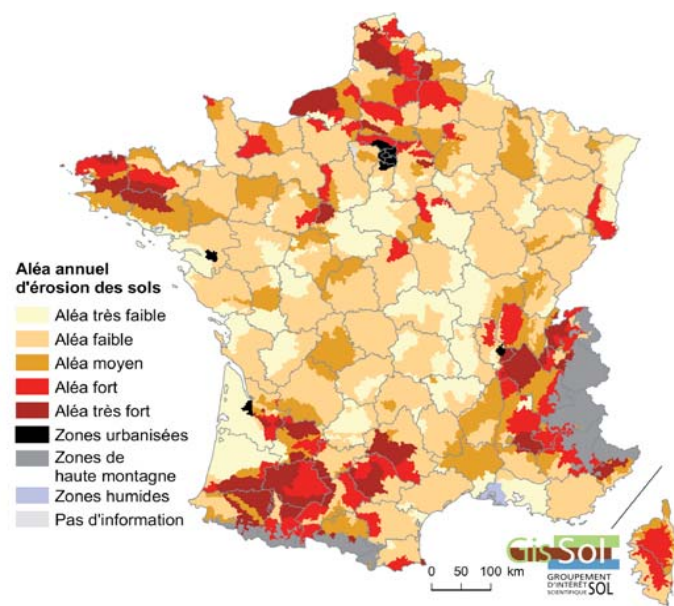 Aléa annuel
d'érosion des sols
Aléa très faible
Aléa faible
Aléa moyen
Aléa fort
Aléa très fort
Zones urbanisées
Zones de
haute montagne
Zones humides
Pas d'information
0 50 100 km
GisSol
GROUPEMENT
D'INTÉRÊT
SCIENTIFIQUE SOL